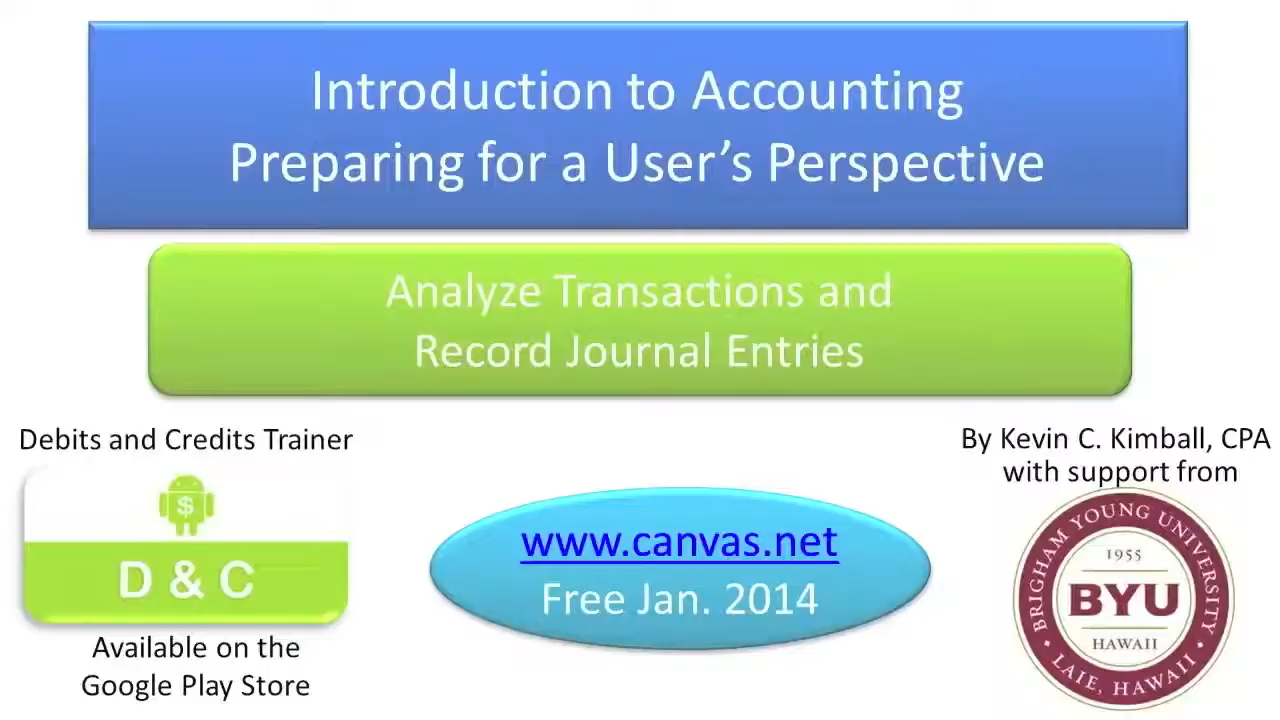 Introduction to Accounting
Preparing for a User's Perspective
Analyze Transactions and
Record Journal Entries
Debits and Credits Trainer
$
D & C
Available on the
Google Play Store
www.canvas.net
Free Jan. 2014
By Kevin C. Kimball, CPA
with support from
BRIGHAM YOUNG UNIVERSITY
1955
BYU
HAWAII
• LAIE, HAWAII •